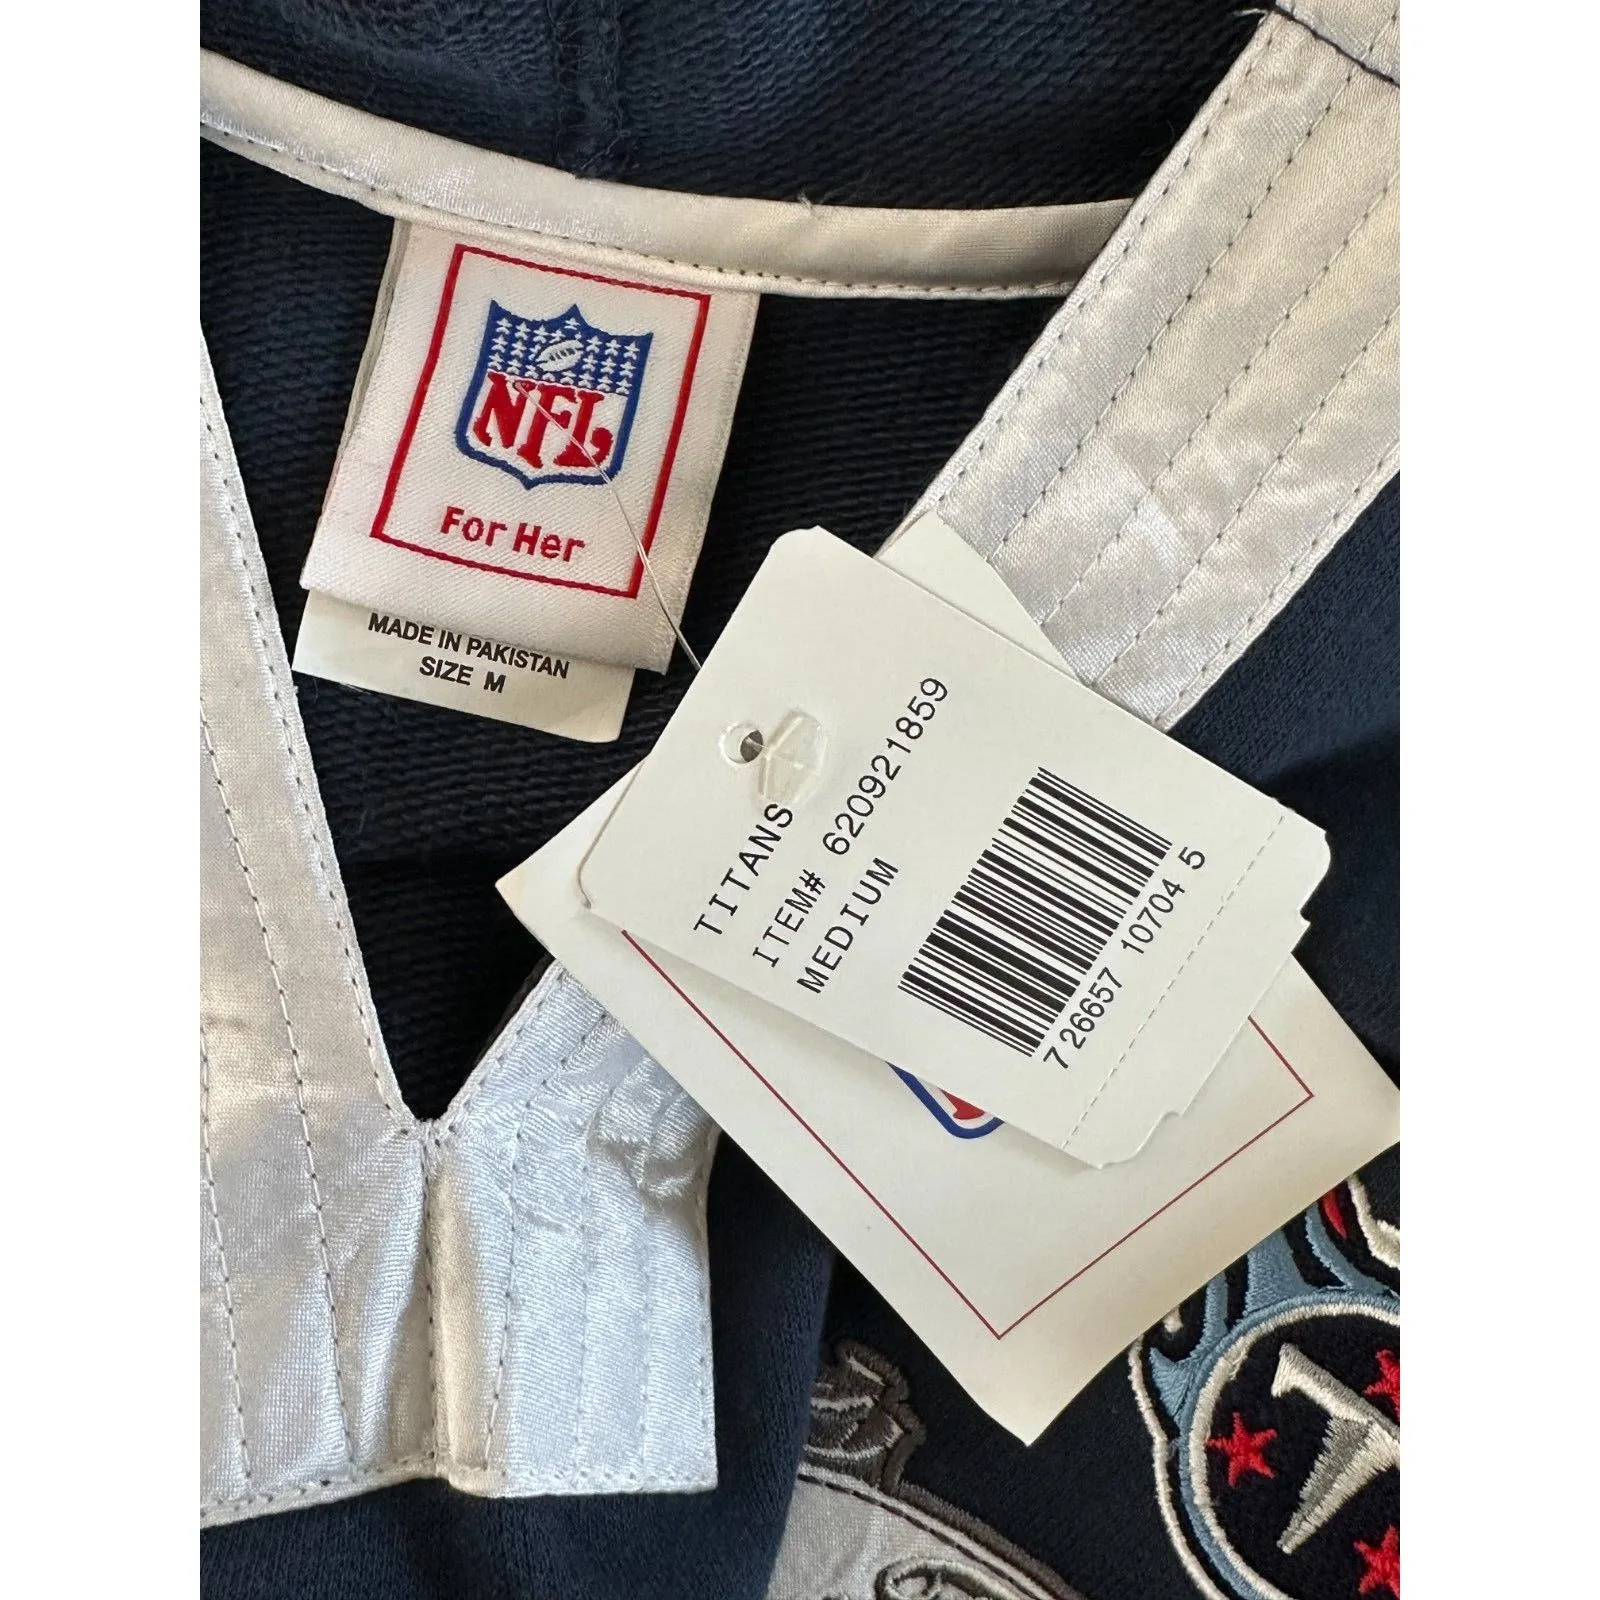 NFL
For Her
MADE IN PAKISTAN
SIZE M
TITANS
ITEM# 620921859
MEDIUM
7 26657 10704 5
T